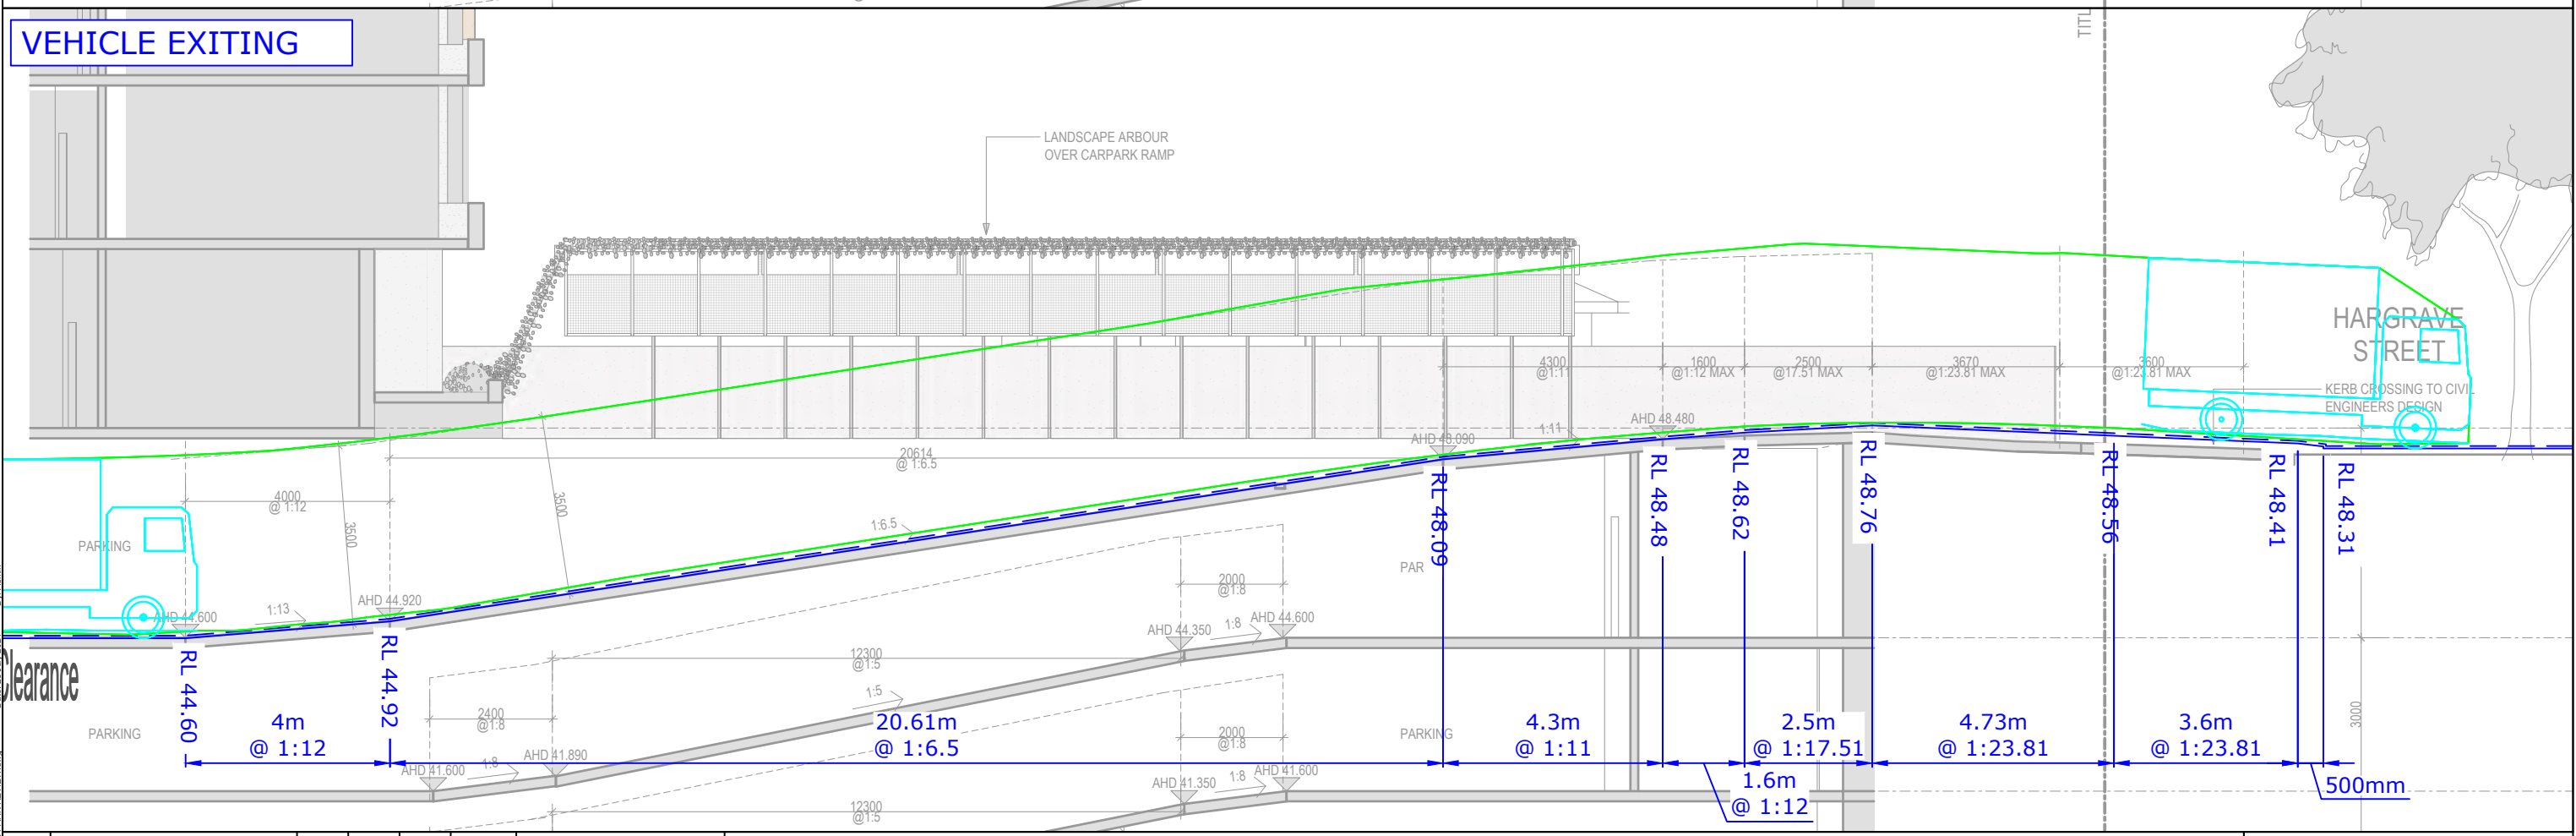 VEHICLE EXITING
TITL
LANDSCAPE ARBOUR
OVER CARPARK RAMP
HARGRAVE
STREET
KERB CROSSING TO CIVIL
ENGINEERS DESIGN
4300
@1:11
1600
@1:12 MAX
2500
@17.51 MAX
3670
@1:23.81 MAX
3600
@1:23.81 MAX
AHD 48.480
1:11
AHD 48.090
20614
@ 1:6.5
4000
@ 1:12
3500
3500
PARKING
1:6.5
1:13
AHD 44.920
AHD 44.600
RL 44.60
RL 44.92
RL 48.09
RL 48.48
RL 48.62
RL 48.76
RL 48.56
RL 48.41
RL 48.31
PAR
2000
@1:8
AHD 44.350
1:8
AHD 44.600
12300
@1:5
1:5
Clearance
PARKING
2400
@1:8
2000
@1:8
PARKING
3000
4m
@ 1:12
20.61m
@ 1:6.5
4.3m
@ 1:11
1.6m
@ 1:12
2.5m
@ 1:17.51
4.73m
@ 1:23.81
3.6m
@ 1:23.81
500mm
AHD 41.600
1:8
AHD 41.890
AHD 41.350
1:8
AHD 41.600
12300
@1:5